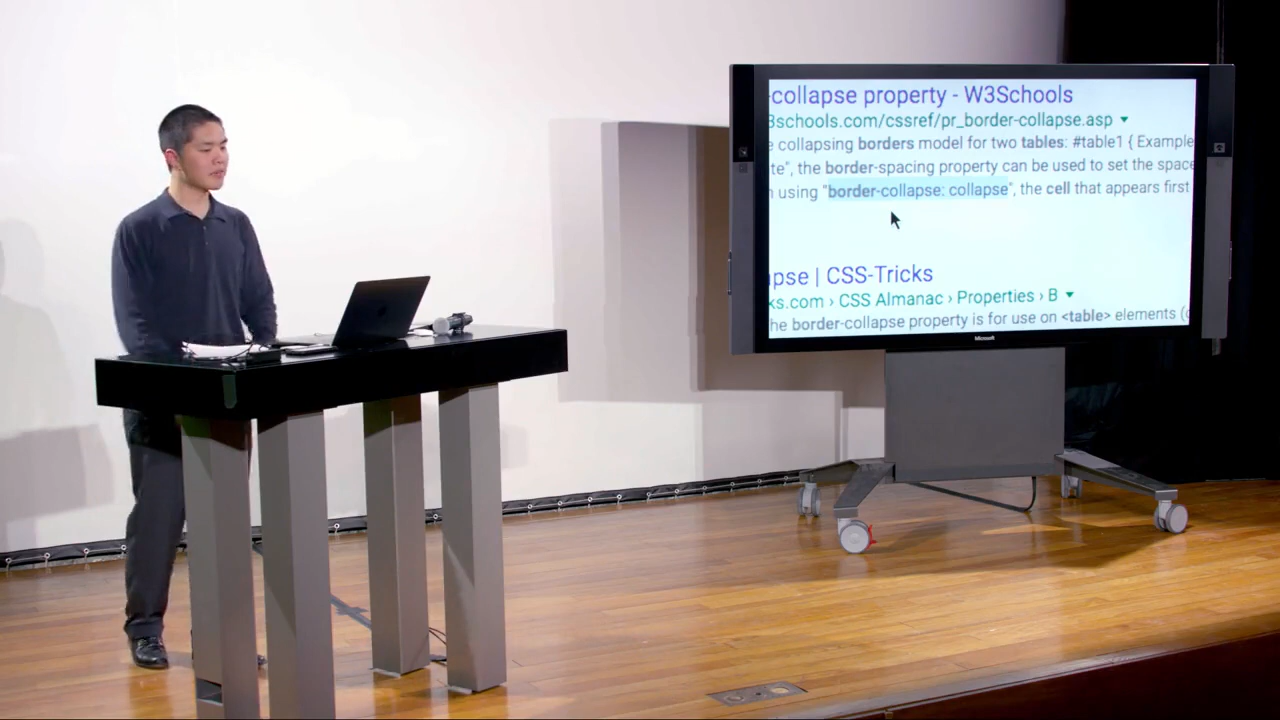 -collapse property - W3Schools
3schools.com/cssref/pr_border-collapse.asp
e collapsing borders model for two tables: #table1 { Example
te", the border-spacing property can be used to set the space
n using "border-collapse: collapse", the cell that appears first
apse | CSS-Tricks
ks.com › CSS Almanac › Properties › B
he border-collapse property is for use on <table> elements (
Microsoft